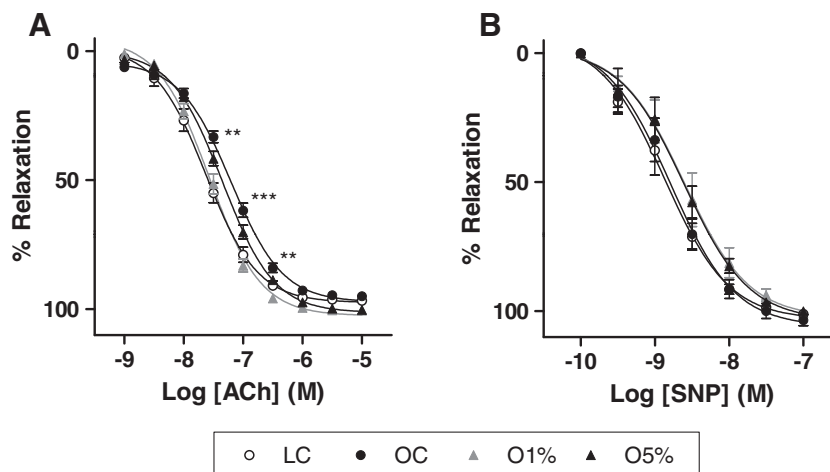 A
B
0
50
100
% Relaxation
**
***
**
-9 -8 -7 -6 -5
Log [ACh] (M)
0
50
100
% Relaxation
-10 -9 -8 -7
Log [SNP] (M)
LC OC O1% O5%